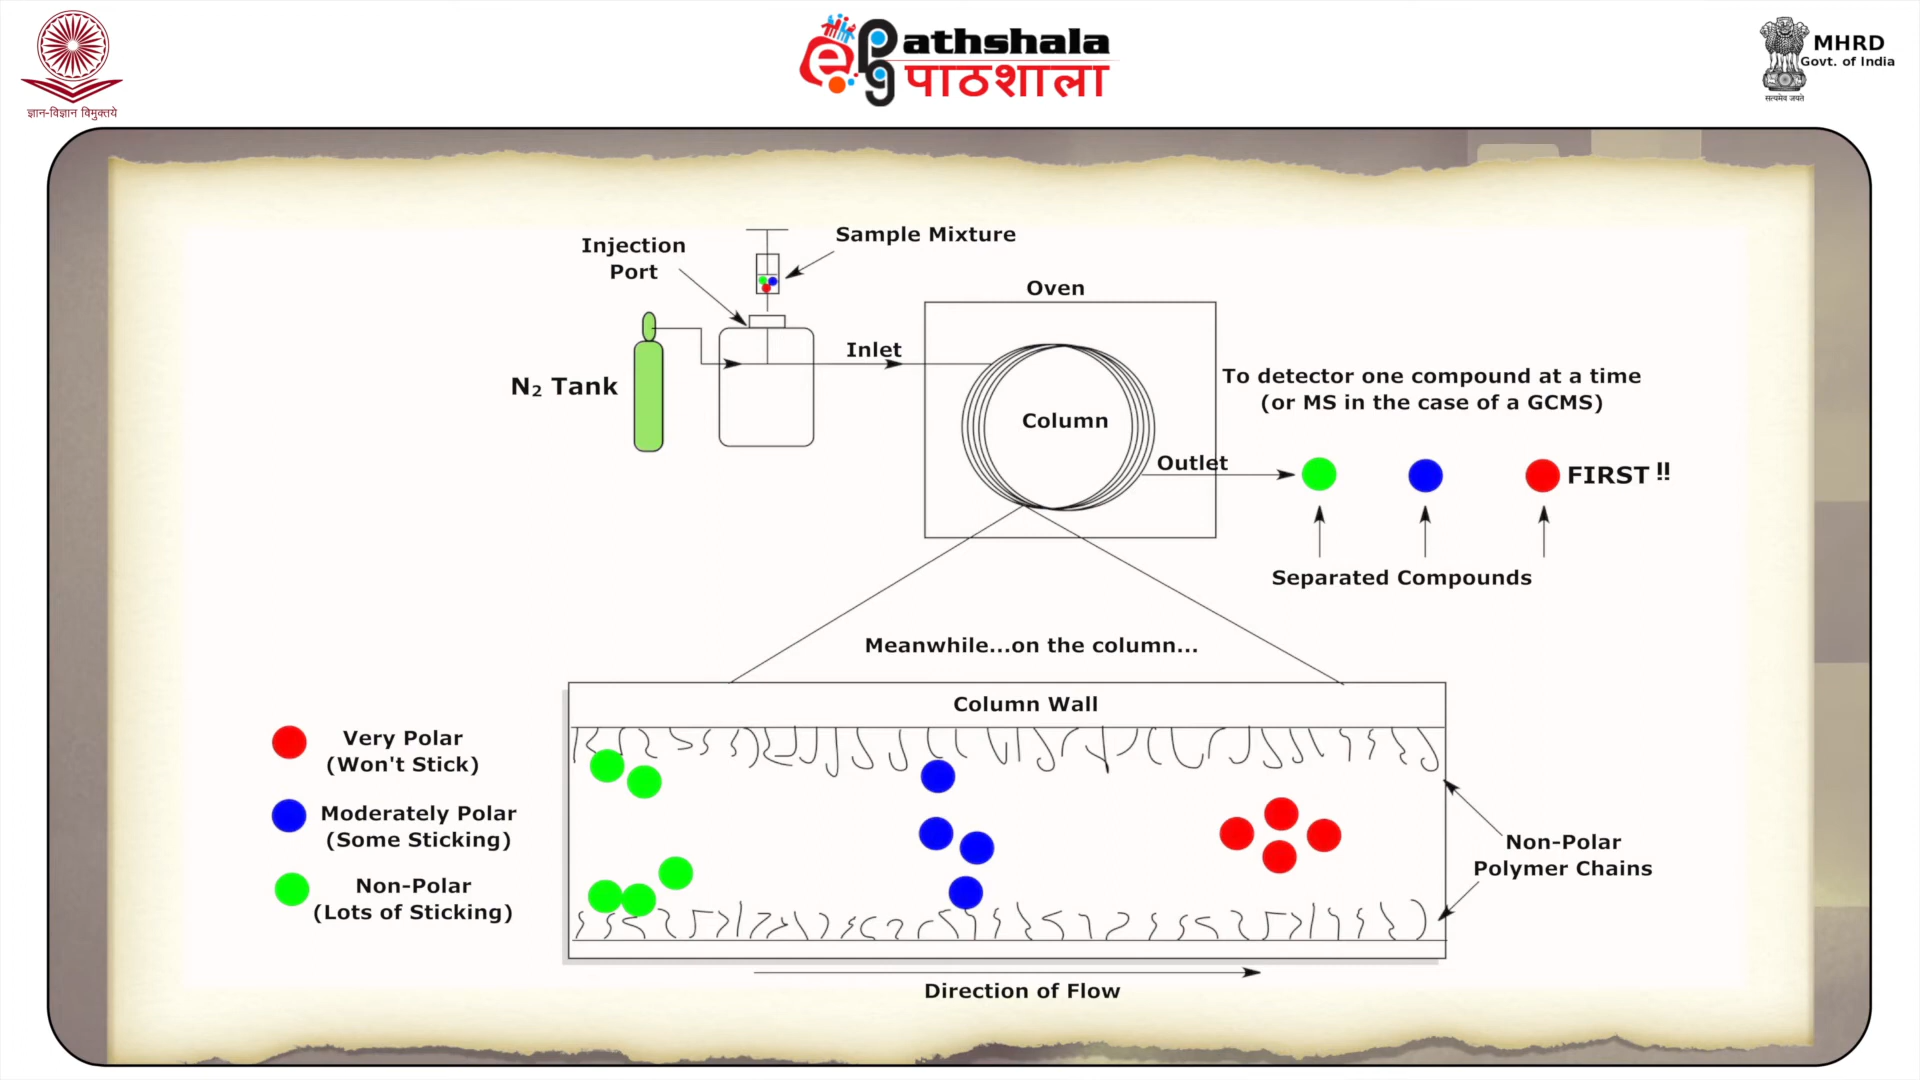 ज्ञान-विज्ञान विमुक्तये
ePG athshala
पाठशाला
MHRD
Govt. of India
सत्यमेव जयते
Injection
Port
Sample Mixture
Oven
Inlet
N₂ Tank
Column
To detector one compound at a time
(or MS in the case of a GCMS)
Outlet
FIRST !!
Separated Compounds
Meanwhile...on the column...
Column Wall
Very Polar
(Won't Stick)
Moderately Polar
(Some Sticking)
Non-Polar
(Lots of Sticking)
Non-Polar
Polymer Chains
Direction of Flow